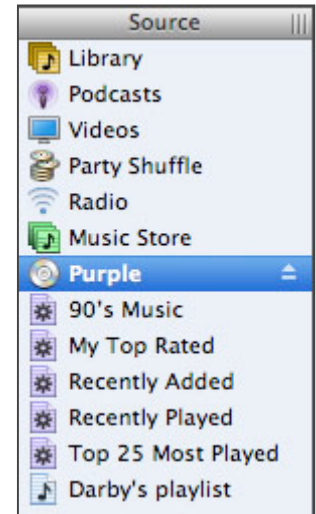 Source
Library
Podcasts
Videos
Party Shuffle
Radio
Music Store
Purple
90's Music
My Top Rated
Recently Added
Recently Played
Top 25 Most Played
Darby's playlist